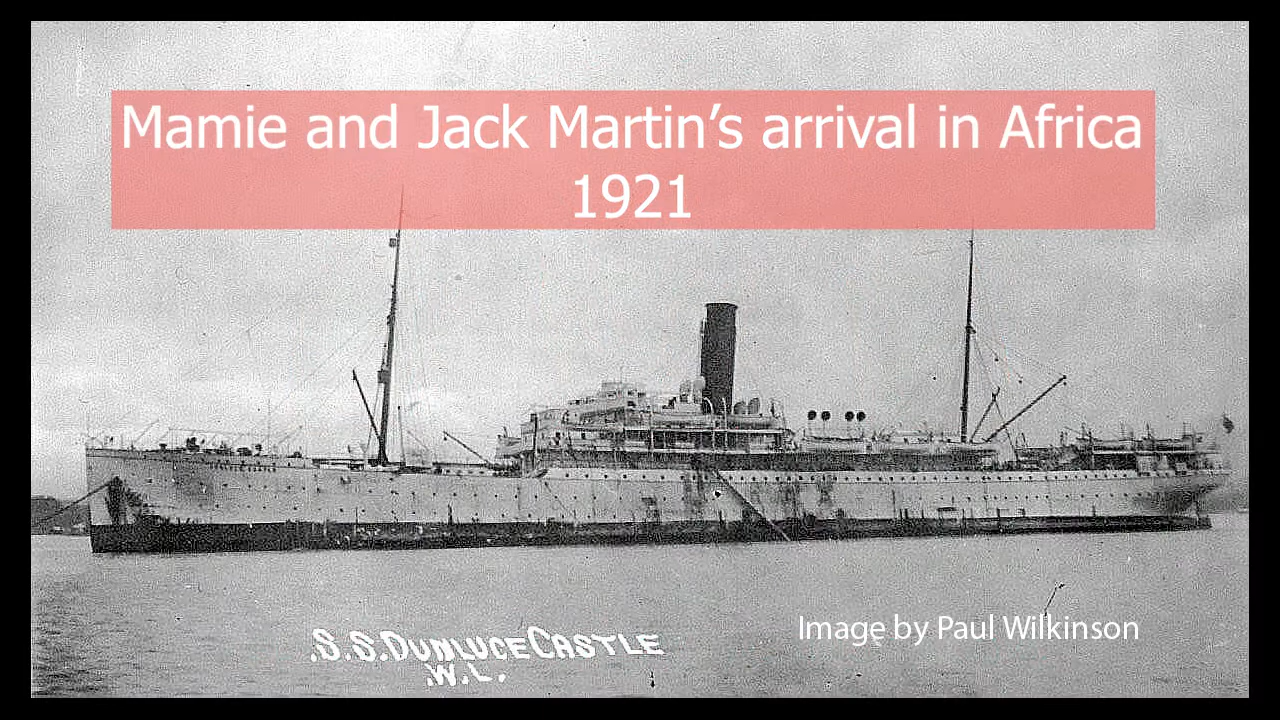 Mamie and Jack Martin’s arrival in Africa
1921
Image by Paul Wilkinson
.S.S.DUNLUCE CASTLE
.W.L.